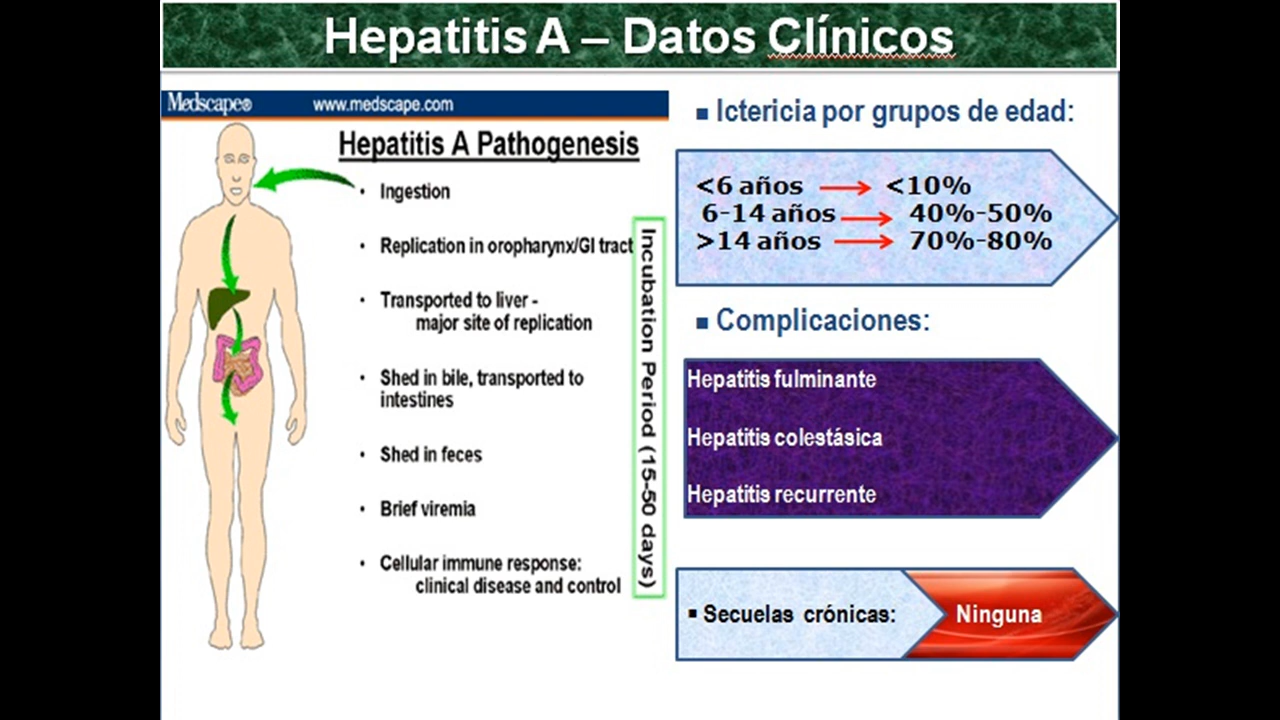 Hepatitis A – Datos Clínicos
Medscape® www.medscape.com
Hepatitis A Pathogenesis
• Ingestion
• Replication in oropharynx/GI tract
• Transported to liver -
major site of replication
• Shed in bile, transported to
intestines
• Shed in feces
• Brief viremia
• Cellular immune response:
clinical disease and control
Incubation Period (15-50 days)
▪ Ictericia por grupos de edad:
<6 años → <10%
6-14 años → 40%-50%
>14 años → 70%-80%
▪ Complicaciones:
Hepatitis fulminante
Hepatitis colestásica
Hepatitis recurrente
▪ Secuelas crónicas: Ninguna